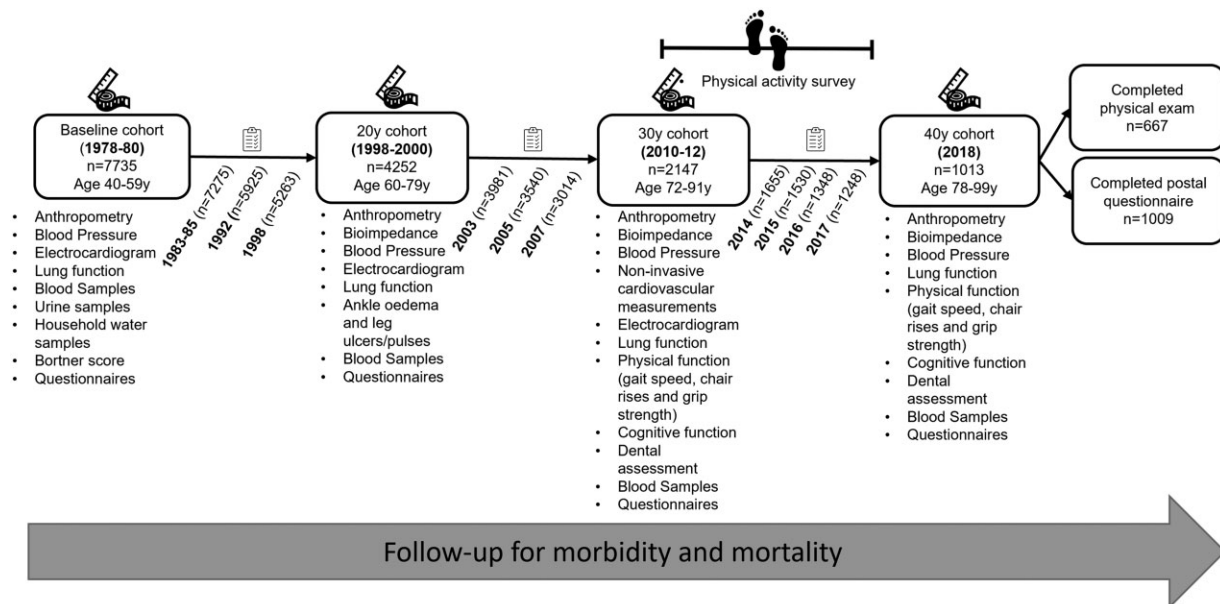 Physical activity survey
Baseline cohort
(1978-80)
n=7735
Age 40-59y
1983-85 (n=7275)
1992 (n=5925)
1998 (n=5263)
20y cohort
(1998-2000)
n=4252
Age 60-79y
2003 (n=3981)
2005 (n=3540)
2007 (n=3014)
30y cohort
(2010-12)
n=2147
Age 72-91y
2014 (n=1655)
2015 (n=1530)
2016 (n=1348)
2017 (n=1248)
40y cohort
(2018)
n=1013
Age 78-99y
Completed
physical exam
n=667
Completed postal
questionnaire
n=1009
• Anthropometry
• Blood Pressure
• Electrocardiogram
• Lung function
• Blood Samples
• Urine samples
• Household water
samples
• Bortner score
• Questionnaires
• Anthropometry
• Bioimpedance
• Blood Pressure
• Electrocardiogram
• Lung function
• Ankle oedema
and leg
ulcers/pulses
• Blood Samples
• Questionnaires
• Anthropometry
• Bioimpedance
• Blood Pressure
• Non-invasive
cardiovascular
measurements
• Electrocardiogram
• Lung function
• Physical function
(gait speed, chair
rises and grip
strength)
• Cognitive function
• Dental
assessment
• Blood Samples
• Questionnaires
• Anthropometry
• Bioimpedance
• Blood Pressure
• Lung function
• Physical function
(gait speed, chair
rises and grip
strength)
• Cognitive function
• Dental
assessment
• Blood Samples
• Questionnaires
Follow-up for morbidity and mortality